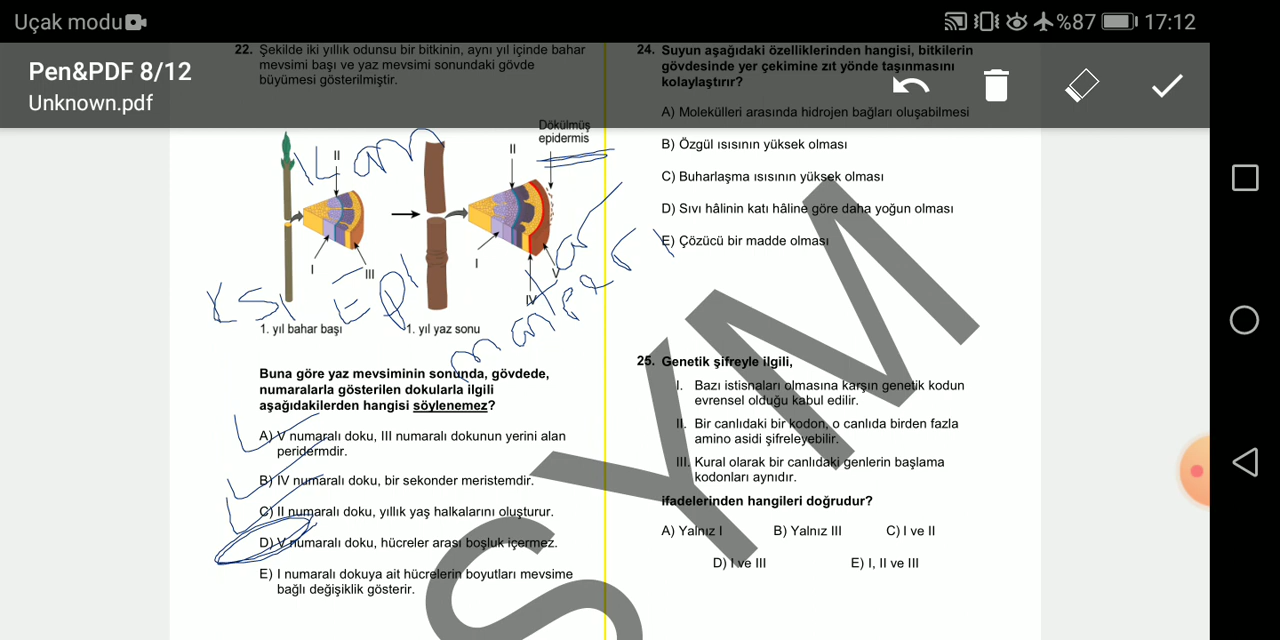 Uçak modu
%87 17:12
Pen&PDF 8/12
Unknown.pdf
22. Şekilde iki yıllık odunsu bir bitkinin, aynı yıl içinde bahar
mevsimi başı ve yaz mevsimi sonundaki gövde
büyümesi gösterilmiştir.
Dökülmüş
epidermis
II
II
I
III
I
IV
V
KSI
EPI
mantar
1. yıl bahar başı
1. yıl yaz sonu
Buna göre yaz mevsiminin sonunda, gövdede,
numaralarla gösterilen dokularla ilgili
aşağıdakilerden hangisi söylenemez?
A) V numaralı doku, III numaralı dokunun yerini alan
peridermdir.
B) IV numaralı doku, bir sekonder meristemdir.
C) II numaralı doku, yıllık yaş halkalarını oluşturur.
D) V numaralı doku, hücreler arası boşluk içermez.
E) I numaralı dokuya ait hücrelerin boyutları mevsime
bağlı değişiklik gösterir.
24. Suyun aşağıdaki özelliklerinden hangisi, bitkilerin
gövdesinde yer çekimine zıt yönde taşınmasını
kolaylaştırır?
A) Molekülleri arasında hidrojen bağları oluşabilmesi
B) Özgül ısısının yüksek olması
C) Buharlaşma ısısının yüksek olması
D) Sıvı hâlinin katı hâline göre daha yoğun olması
E) Çözücü bir madde olması
25. Genetik şifreyle ilgili,
I. Bazı istisnaları olmasına karşın genetik kodun
evrensel olduğu kabul edilir.
II. Bir canlıdaki bir kodon, o canlıda birden fazla
amino asidi şifreleyebilir.
III. Kural olarak bir canlıdaki genlerin başlama
kodonları aynıdır.
ifadelerinden hangileri doğrudur?
A) Yalnız I B) Yalnız III C) I ve II
D) I ve III E) I, II ve III
SYM